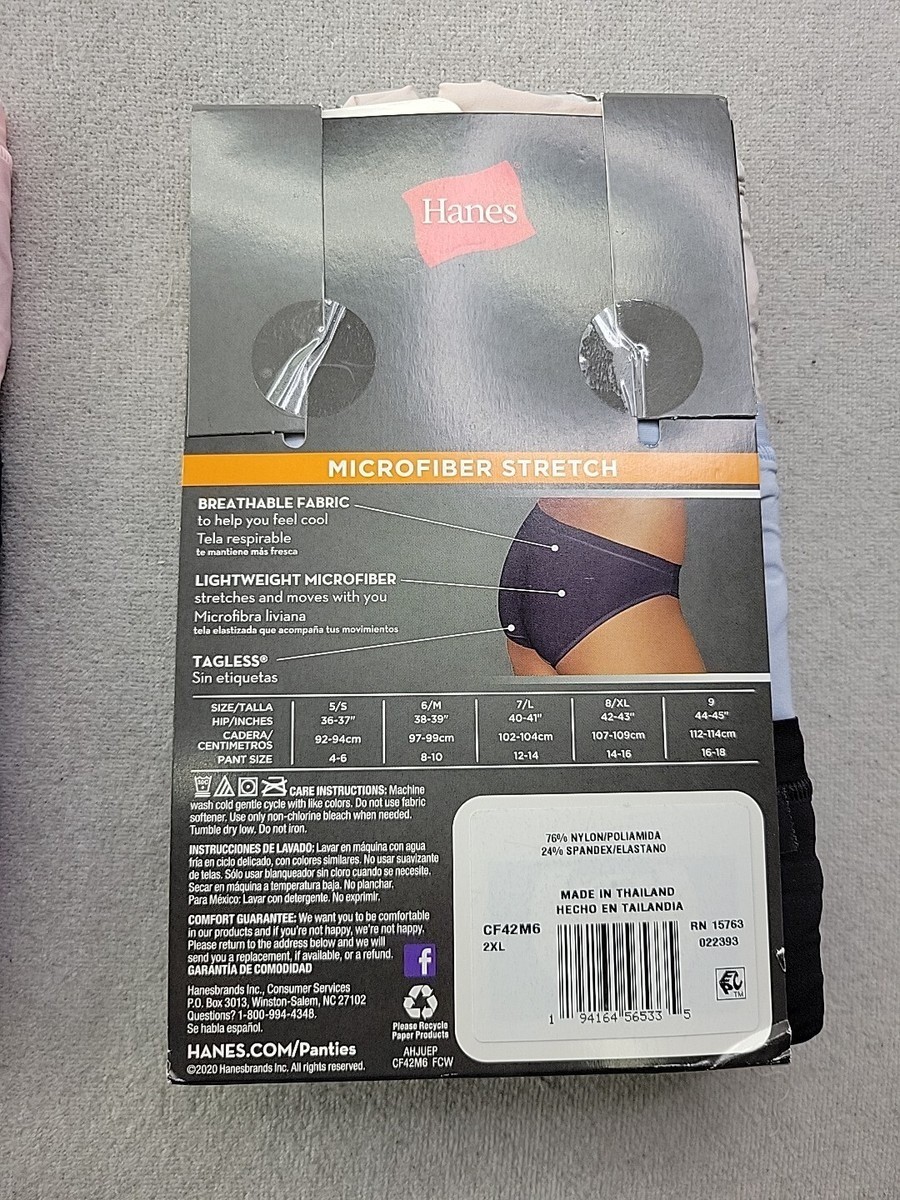 Hanes
MICROFIBER STRETCH
BREATHABLE FABRIC
to help you feel cool
Tela respirable
te mantiene más fresca
LIGHTWEIGHT MICROFIBER
stretches and moves with you
Microfibra liviana
tela elastizada que acompaña tus movimientos
TAGLESS®
Sin etiquetas
SIZE/TALLA 5/S 6/M 7/L 8/XL 9
HIP/INCHES 36-37" 38-39" 40-41" 42-43" 44-45"
CADERA/
CENTIMETROS 92-94cm 97-99cm 102-104cm 107-109cm 112-114cm
PANT SIZE 4-6 8-10 12-14 14-16 16-18
CARE INSTRUCTIONS: Machine
wash cold gentle cycle with like colors. Do not use fabric
softener. Use only non-chlorine bleach when needed.
Tumble dry low. Do not iron.
INSTRUCCIONES DE LAVADO: Lavar en máquina con agua
fría en ciclo delicado, con colores similares. No usar suavizante
de telas. Sólo usar blanqueador sin cloro cuando se necesite.
Secar en máquina a temperatura baja. No planchar.
Para México: Lavar con detergente. No exprimir.
COMFORT GUARANTEE: We want you to be comfortable
in our products and if you're not happy, we're not happy.
Please return to the address below and we will
send you a replacement, if available, or a refund.
GARANTÍA DE COMODIDAD
Hanesbrands Inc., Consumer Services
P.O. Box 3013, Winston-Salem, NC 27102
Questions? 1-800-994-4348.
Se habla español.
HANES.COM/Panties
©2020 Hanesbrands Inc. All rights reserved.
f
Please Recycle
Paper Products
AHJUEP
CF42M6 FCW
76% NYLON/POLIAMIDA
24% SPANDEX/ELASTANO
MADE IN THAILAND
HECHO EN TAILANDIA
CF42M6
2XL
RN 15763
022393
TM
1 94164 56533 5